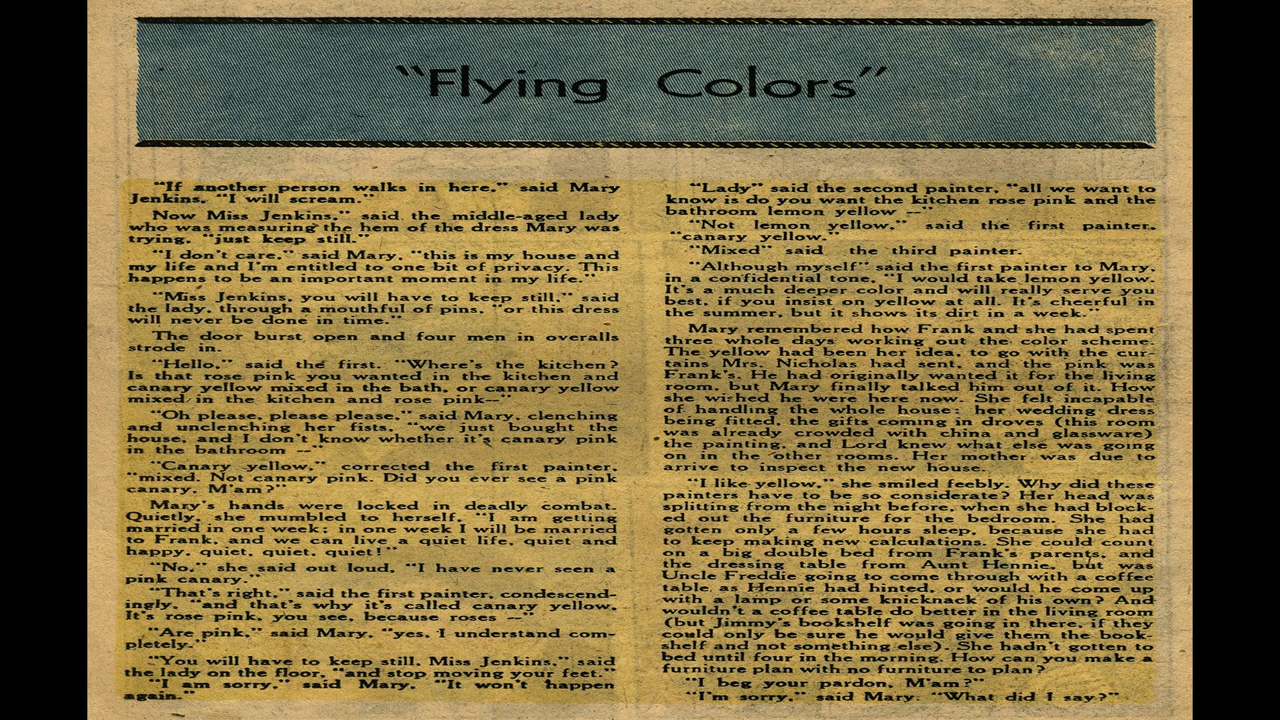 “Flying Colors”
“If another person walks in here,” said Mary
Jenkins, “I will scream.”
Now Miss Jenkins,” said the middle-aged lady
who was measuring the hem of the dress Mary was
trying, “just keep still.”
“I don’t care,” said Mary, “this is my house and
my life and I’m entitled to one bit of privacy. This
happens to be an important moment in my life.”
“Miss Jenkins, you will have to keep still,” said
the lady, through a mouthful of pins, “or this dress
will never be done in time.”
The door burst open and four men in overalls
strode in.
“Hello,” said the first. “Where’s the kitchen?
Is that rose pink you wanted in the kitchen and
canary yellow mixed in the bath, or canary yellow
mixed in the kitchen and rose pink--”
“Oh please, please please,” said Mary, clenching
and unclenching her fists, “we just bought the
house, and I don’t know whether it’s canary pink
in the bathroom --”
“Canary yellow,” corrected the first painter,
“mixed. Not canary pink. Did you ever see a pink
canary, M’am?”
Mary’s hands were locked in deadly combat.
Quietly, she mumbled to herself, “I am getting
married in one week; in one week I will be married
to Frank, and we can live a quiet life, quiet and
happy, quiet, quiet, quiet!”
“No,” she said out loud, “I have never seen a
pink canary.”
“That’s right,” said the first painter, condescend-
ingly, “and that’s why it’s called canary yellow.
It’s rose pink, you see, because roses --”
“Are pink,” said Mary, “yes, I understand com-
pletely.”
“You will have to keep still, Miss Jenkins,” said
the lady on the floor, “and stop moving your feet.”
“I am sorry,” said Mary. “It won’t happen
again.”
“Lady” said the second painter, “all we want to
know is do you want the kitchen rose pink and the
bathroom lemon yellow --”
“Not lemon yellow,” said the first painter,
“canary yellow.”
“Mixed” said the third painter.
“Although myself” said the first painter to Mary,
in a confidential tone, “I would take lemon yellow.
It’s a much deeper color and will really serve you
best, if you insist on yellow at all. It’s cheerful in
the summer, but it shows its dirt in a week.”
Mary remembered how Frank and she had spent
three whole days working out the color scheme.
The yellow had been her idea, to go with the cur-
tains Mrs. Nicholas had sent, and the pink was
Frank’s. He had originally wanted it for the living
room, but Mary finally talked him out of it. How
she wished he were here now. She felt incapable
of handling the whole house: her wedding dress
being fitted, the gifts coming in droves (this room
was already crowded with china and glassware)
the painting, and Lord knew what else was going
on in the other rooms. Her mother was due to
arrive to inspect the new house.
“I like yellow,” she smiled feebly. Why did these
painters have to be so considerate? Her head was
splitting from the night before, when she had block-
ed out the furniture for the bedroom. She had
gotten only a few hours sleep, because she had
to keep making new calculations. She could count
on a big double bed from Frank’s parents, and
the dressing table from Aunt Hennie, but was
Uncle Freddie going to come through with a coffee
table as Hennie had hinted, or would he come up
with a lamp or some knicknack of his own? And
wouldn’t a coffee table do better in the living room
(but Jimmy’s bookshelf was going in there, if they
could only be sure he would give them the book-
shelf and not something else). She hadn’t gotten to
bed until four in the morning. How can you make a
furniture plan with no furniture to plan?
“I beg your pardon, M’am?”
“I’m sorry,” said Mary. “What did I say?”